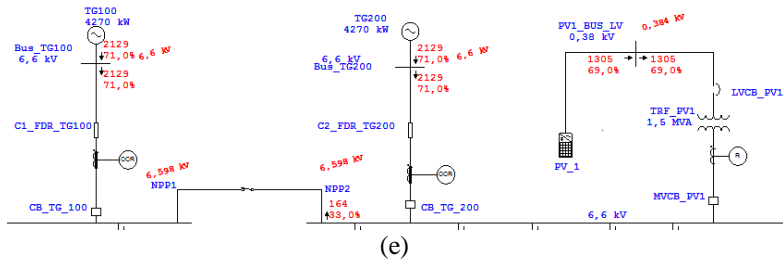 TG100
4270 kW
2129
71,0%
6,6 kV
Bus_TG100
6,6 kV
2129
71,0%
C1_FDR_TG100
OCR
6,598 kV
NPP1
CB_TG_100
TG200
4270 kW
2129
71,0%
6,6 kV
6,6 kV
Bus_TG200
2129
71,0%
C2_FDR_TG200
OCR
6,598 kV
NPP2
164
33,0%
CB_TG_200
PV1_BUS_LV
0,38 kV
0,384 kV
1305
69,0%
1305
69,0%
LVCB_PV1
TRF_PV1
1,5 MVA
PV_1
R
MVCB_PV1
6,6 kV
(e)